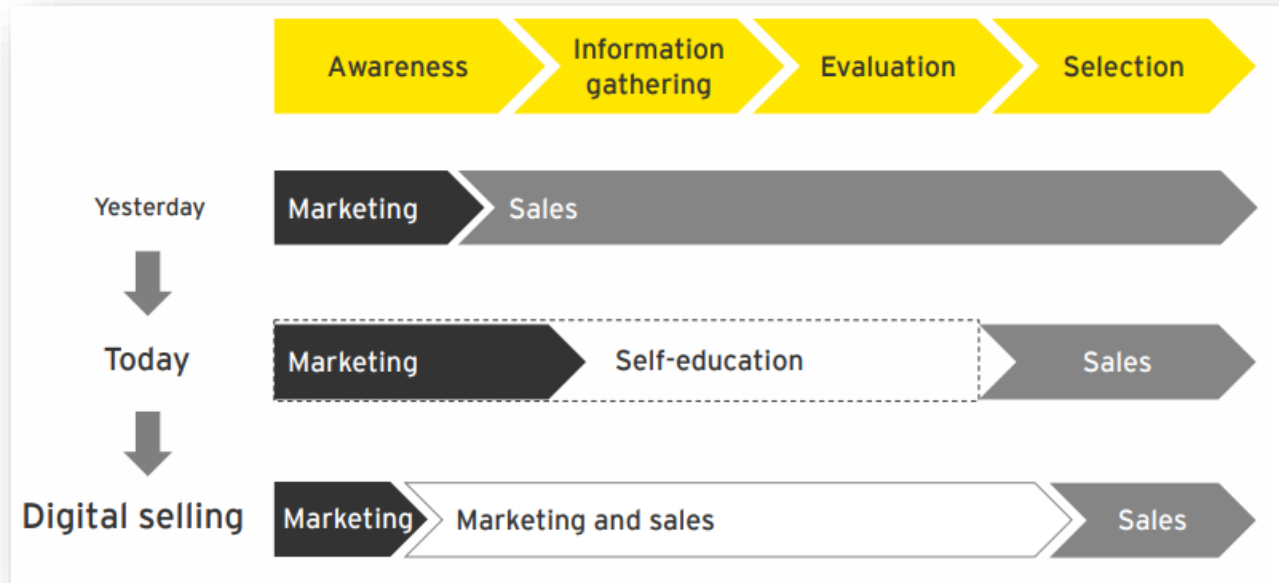 Awareness
Information
gathering
Evaluation
Selection
Yesterday
Marketing
Sales
Today
Marketing
Self-education
Sales
Digital selling
Marketing
Marketing and sales
Sales